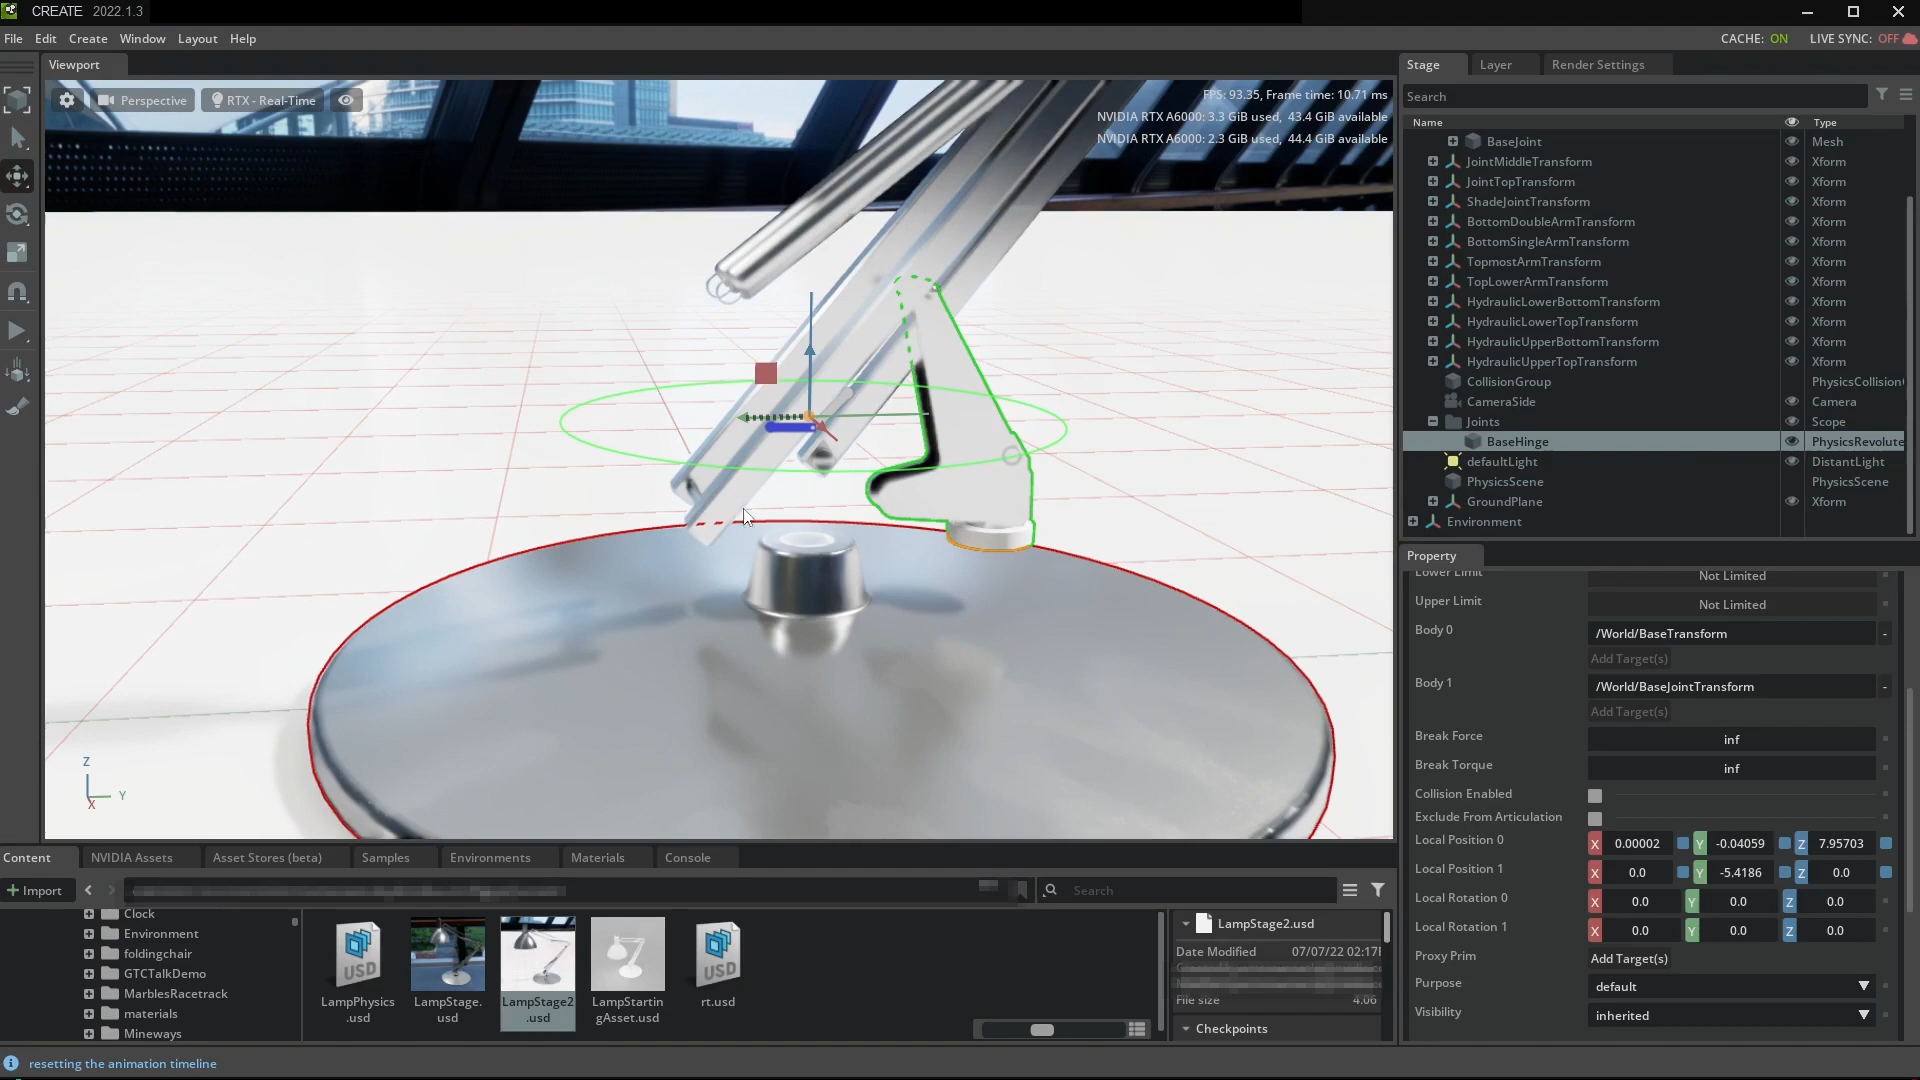 CREATE 2022.1.3
File Edit Create Window Layout Help
CACHE: ON LIVE SYNC: OFF
Viewport
Perspective
RTX - Real-Time
FPS: 93.35, Frame time: 10.71 ms
NVIDIA RTX A6000: 3.3 GiB used, 43.4 GiB available
NVIDIA RTX A6000: 2.3 GiB used, 44.4 GiB available
Z
Y
X
Stage Layer Render Settings
Search
Name Type
BaseJoint Mesh
JointMiddleTransform Xform
JointTopTransform Xform
ShadeJointTransform Xform
BottomDoubleArmTransform Xform
BottomSingleArmTransform Xform
TopmostArmTransform Xform
TopLowerArmTransform Xform
HydraulicLowerBottomTransform Xform
HydraulicLowerTopTransform Xform
HydraulicUpperBottomTransform Xform
HydraulicUpperTopTransform Xform
CollisionGroup PhysicsCollision
CameraSide Camera
Joints Scope
BaseHinge PhysicsRevolute
defaultLight DistantLight
PhysicsScene PhysicsScene
GroundPlane Xform
Environment
Property
Lower Limit Not Limited
Upper Limit Not Limited
Body 0 /World/BaseTransform -
Add Target(s)
Body 1 /World/BaseJointTransform -
Add Target(s)
Break Force inf
Break Torque inf
Collision Enabled
Exclude From Articulation
Local Position 0 X 0.00002 Y -0.04059 Z 7.95703
Local Position 1 X 0.0 Y -5.4186 Z 0.0
Local Rotation 0 X 0.0 Y 0.0 Z 0.0
Local Rotation 1 X 0.0 Y 0.0 Z 0.0
Proxy Prim Add Target(s)
Purpose default
Visibility inherited
Content NVIDIA Assets Asset Stores (beta) Samples Environments Materials Console
Import
Search
Clock
Environment
foldingchair
GTCTalkDemo
MarblesRacetrack
materials
Mineways
USD
USD
LampPhysics
.usd
LampStage.
usd
LampStage2
.usd
LampStartin
gAsset.usd
rt.usd
LampStage2.usd
Date Modified 07/07/22 02:17
File size 4.06
Checkpoints
resetting the animation timeline